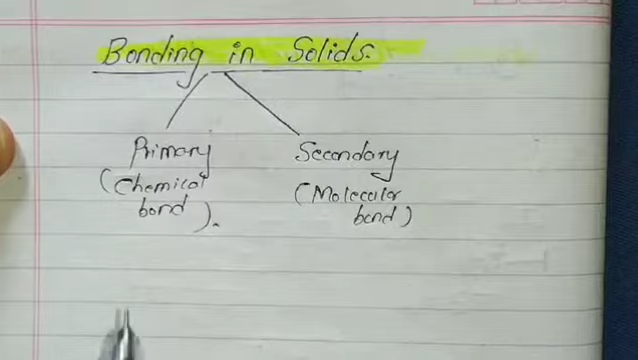 Bonding in Solids.
Primary Secondary
(Chemical (Molecular
bond). bond)